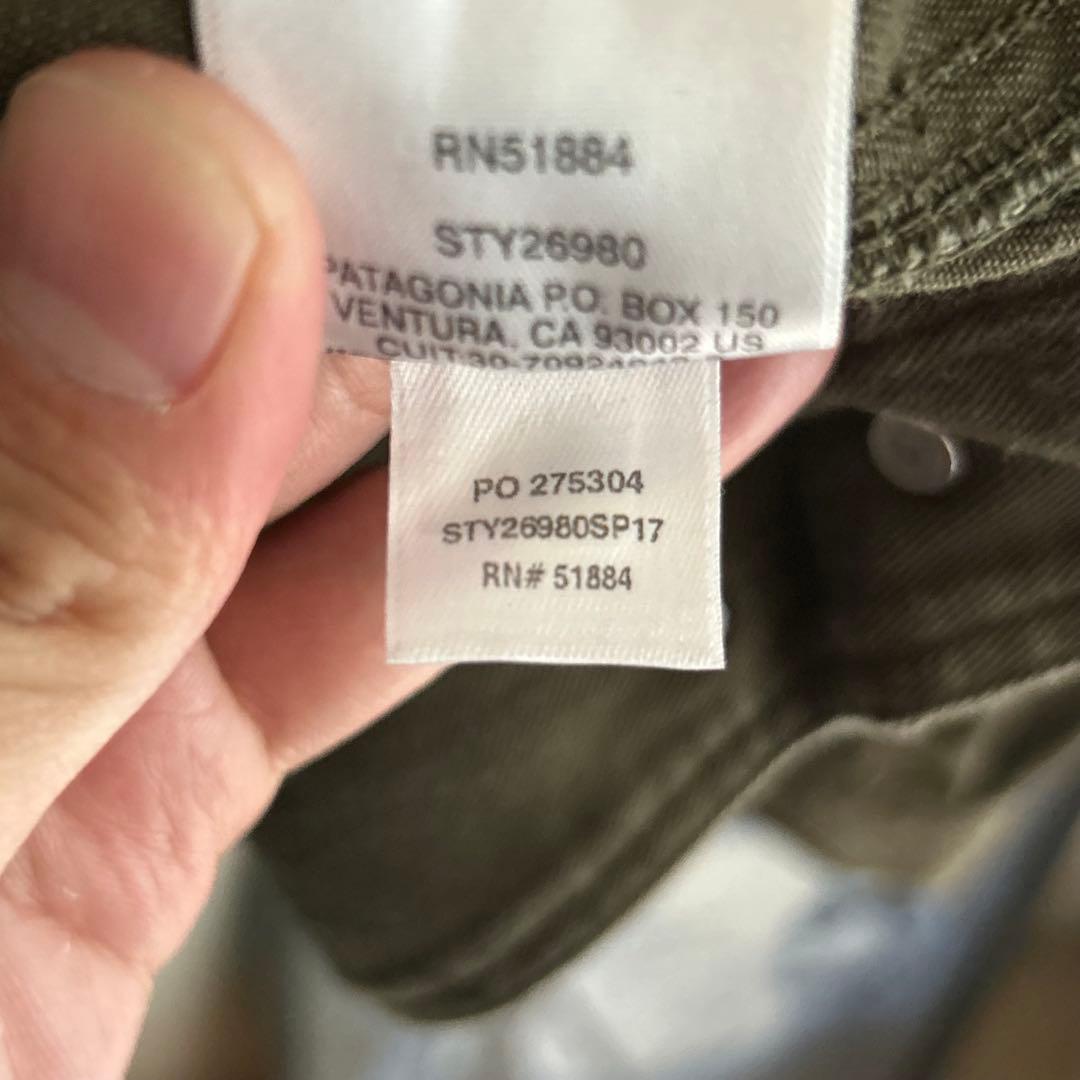 RN51884
STY26980
PATAGONIA P.O. BOX 150
VENTURA, CA 93002 US
PO 275304
STY26980SP17
RN# 51884